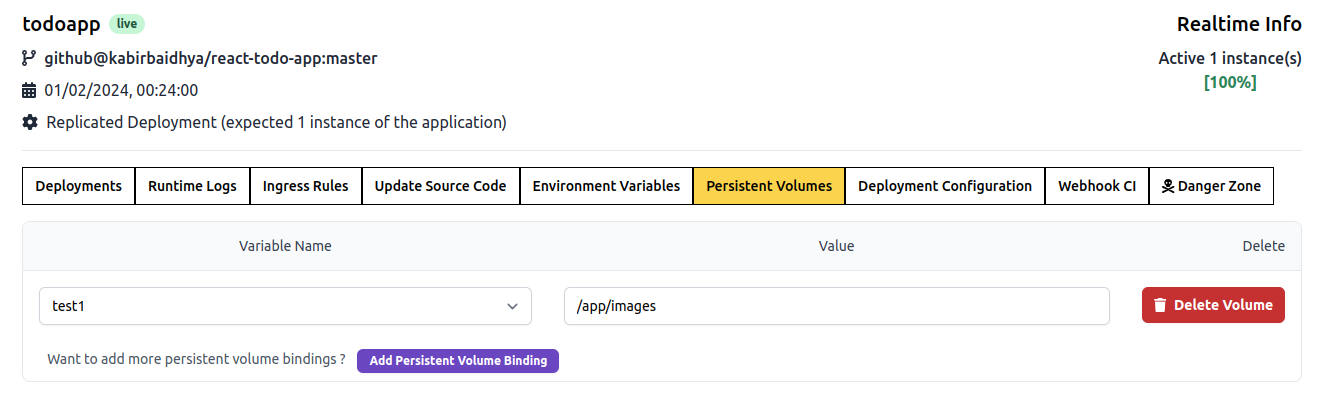 todoapp live
github@kabirbaidhya/react-todo-app:master
01/02/2024, 00:24:00
Replicated Deployment (expected 1 instance of the application)
Realtime Info
Active 1 instance(s)
[100%]
Deployments Runtime Logs Ingress Rules Update Source Code Environment Variables Persistent Volumes Deployment Configuration Webhook CI Danger Zone
Variable Name Value Delete
test1 /app/images Delete Volume
Want to add more persistent volume bindings ? Add Persistent Volume Binding